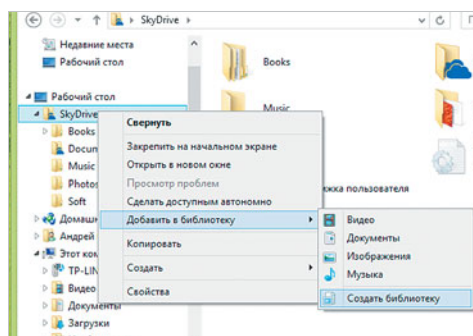 SkyDrive
Недавние места
Рабочий стол
Books
Рабочий стол
SkyDrive
Music
Свернуть
Books
Закрепить на начальном экране
Docum
Открыть в новом окне
Music
Просмотр проблем
Photos
Сделать доступным автономно
жка пользователя
Soft
Добавить в библиотеку
Видео
Домашн
Документы
Андрей
Копировать
Изображения
Этот ком
Создать
Музыка
TP-LIN
Свойства
Создать библиотеку
Видео
Документы
Загрузки